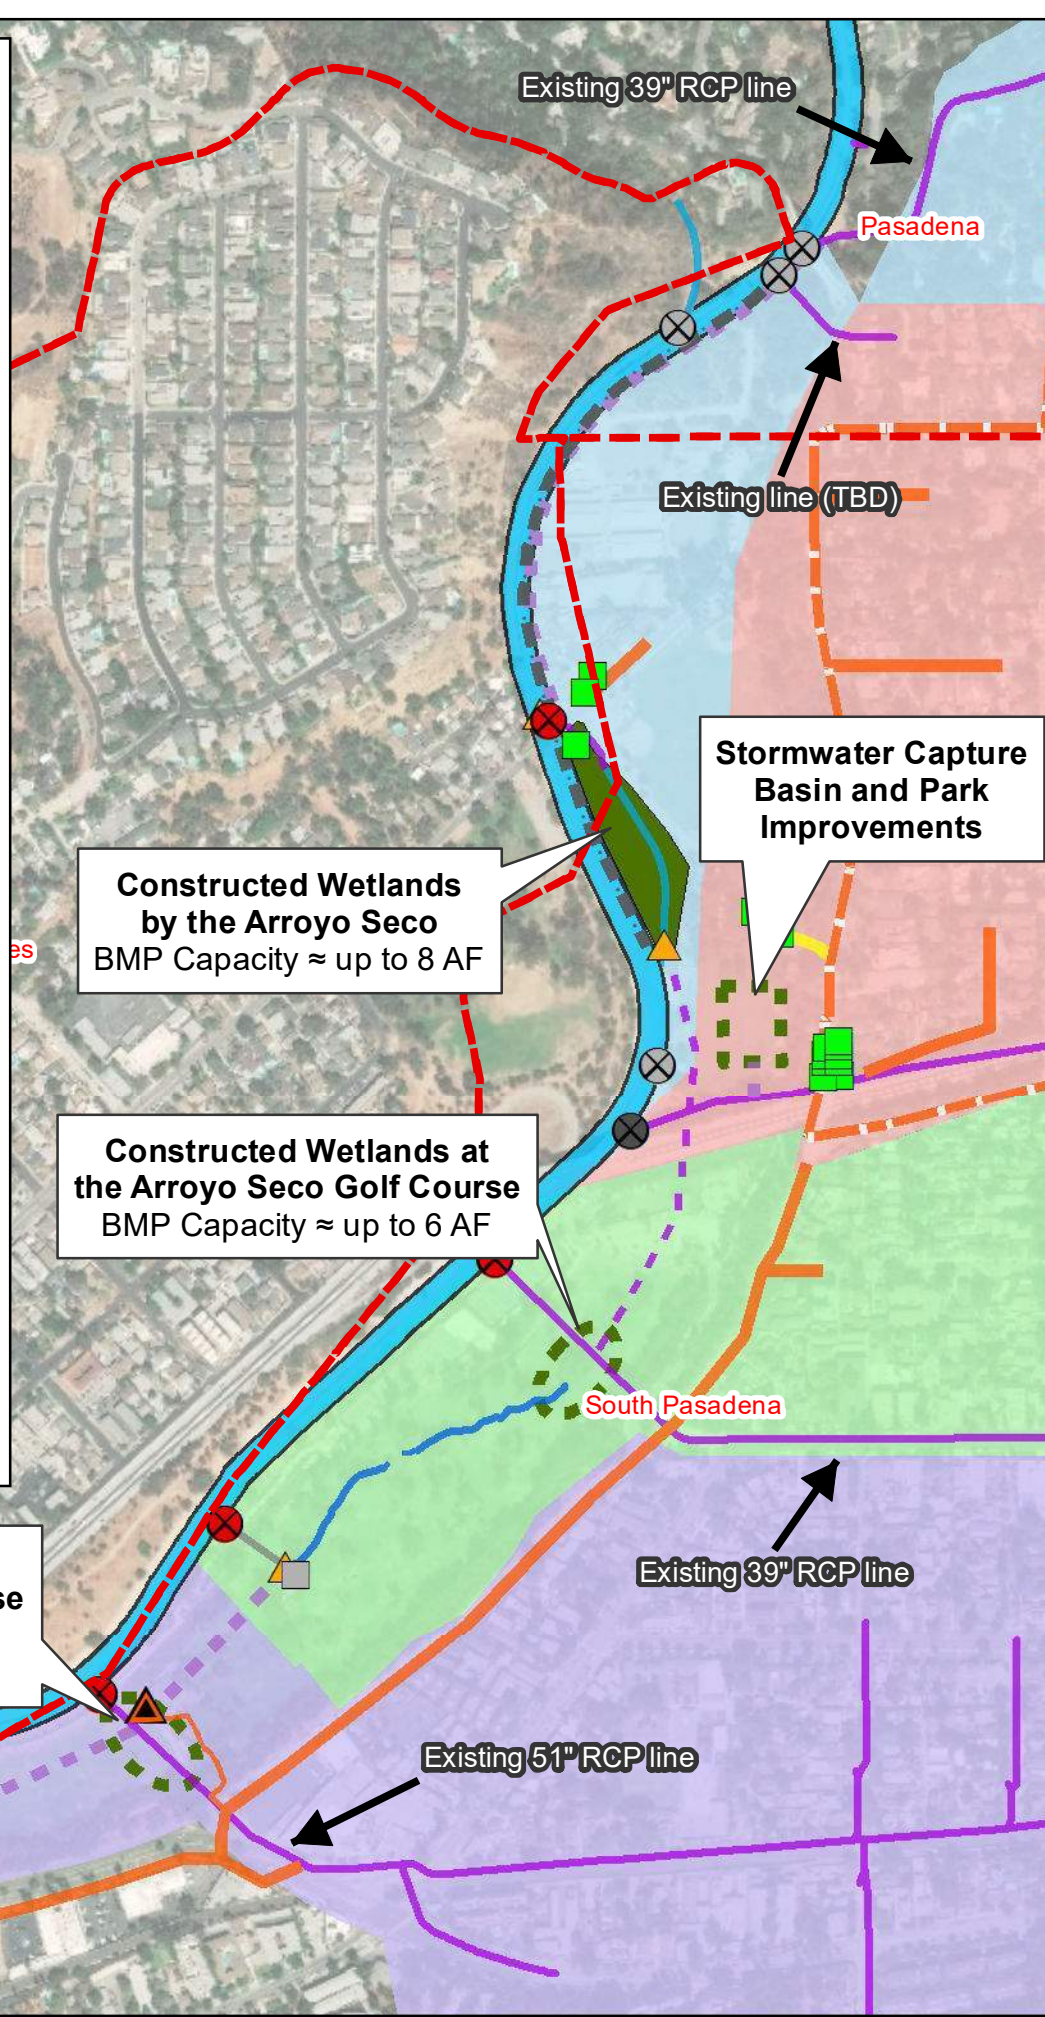 Existing 39" RCP line
Pasadena
Existing line (TBD)
Stormwater Capture
Basin and Park
Improvements
Constructed Wetlands
by the Arroyo Seco
BMP Capacity ≈ up to 8 AF
es
Constructed Wetlands at
the Arroyo Seco Golf Course
BMP Capacity ≈ up to 6 AF
South Pasadena
Existing 39" RCP line
se
Existing 51" RCP line